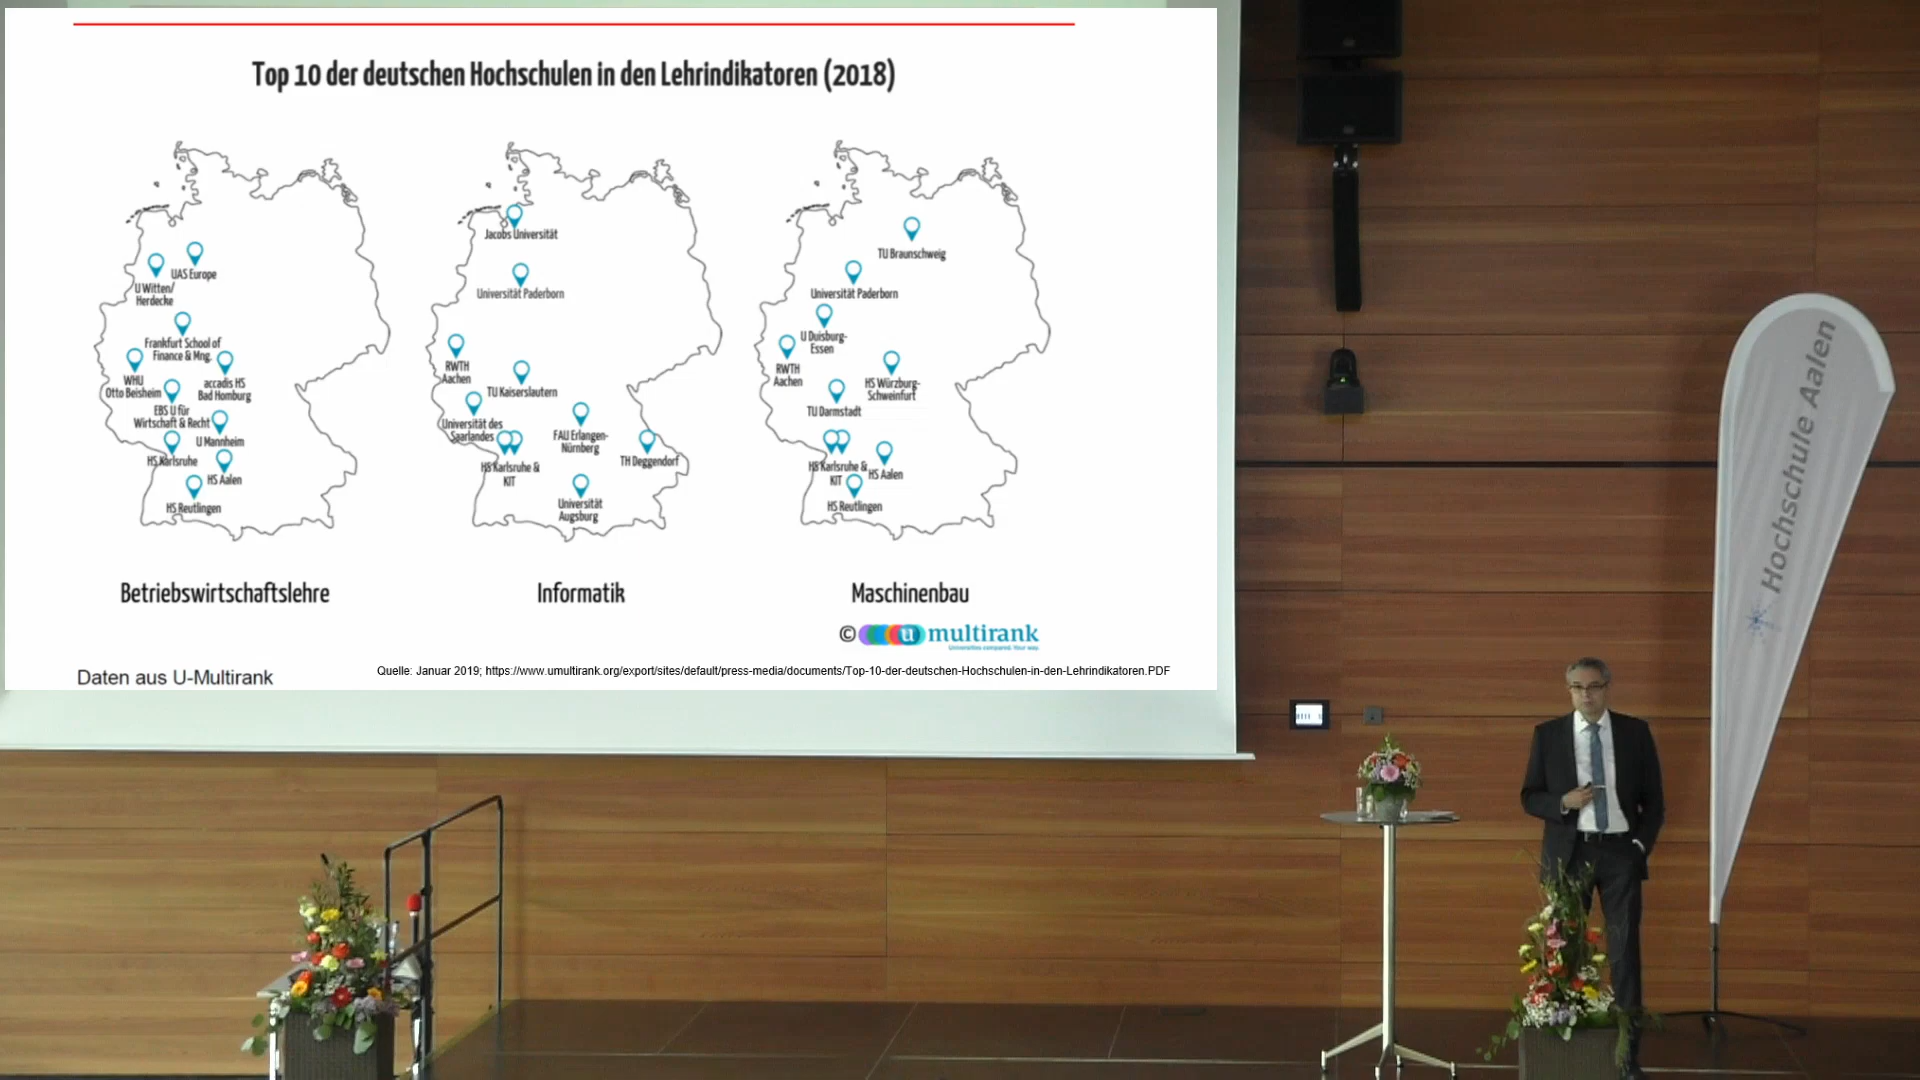 Top 10 der deutschen Hochschulen in den Lehrindikatoren (2018)
UAS Europe
U Witten/
Herdecke
Frankfurt School of
Finance & Mng.
WHU
Otto Beisheim
accadis HS
Bad Homburg
EBS U für
Wirtschaft & Recht
U Mannheim
HS Karlsruhe
HS Aalen
HS Reutlingen
Betriebswirtschaftslehre
Jacobs Universität
Universität Paderborn
RWTH
Aachen
TU Kaiserslautern
Universität des
Saarlandes
FAU Erlangen-
Nürnberg
TH Deggendorf
HS Karlsruhe &
KIT
Universität
Augsburg
Informatik
TU Braunschweig
Universität Paderborn
U Duisburg-
Essen
RWTH
Aachen
HS Würzburg-
Schweinfurt
TU Darmstadt
HS Karlsruhe &
KIT
HS Aalen
HS Reutlingen
Maschinenbau
© u multirank
Universities compared. Your way.
Daten aus U-Multirank
Quelle: Januar 2019; https://www.umultirank.org/export/sites/default/press-media/documents/Top-10-der-deutschen-Hochschulen-in-den-Lehrindikatoren.PDF
Hochschule Aalen